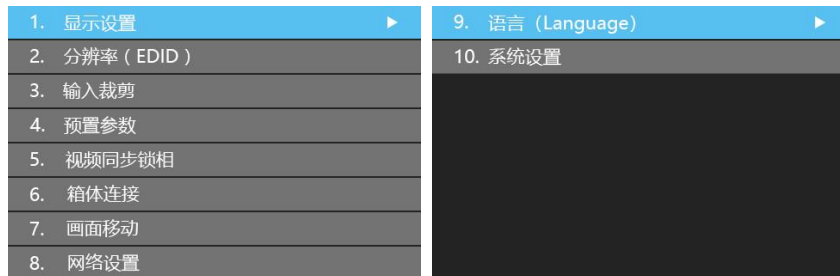 1. 显示设置
2. 分辨率 ( EDID )
3. 输入裁剪
4. 预置参数
5. 视频同步锁相
6. 箱体连接
7. 画面移动
8. 网络设置
9. 语言（Language）
10. 系统设置